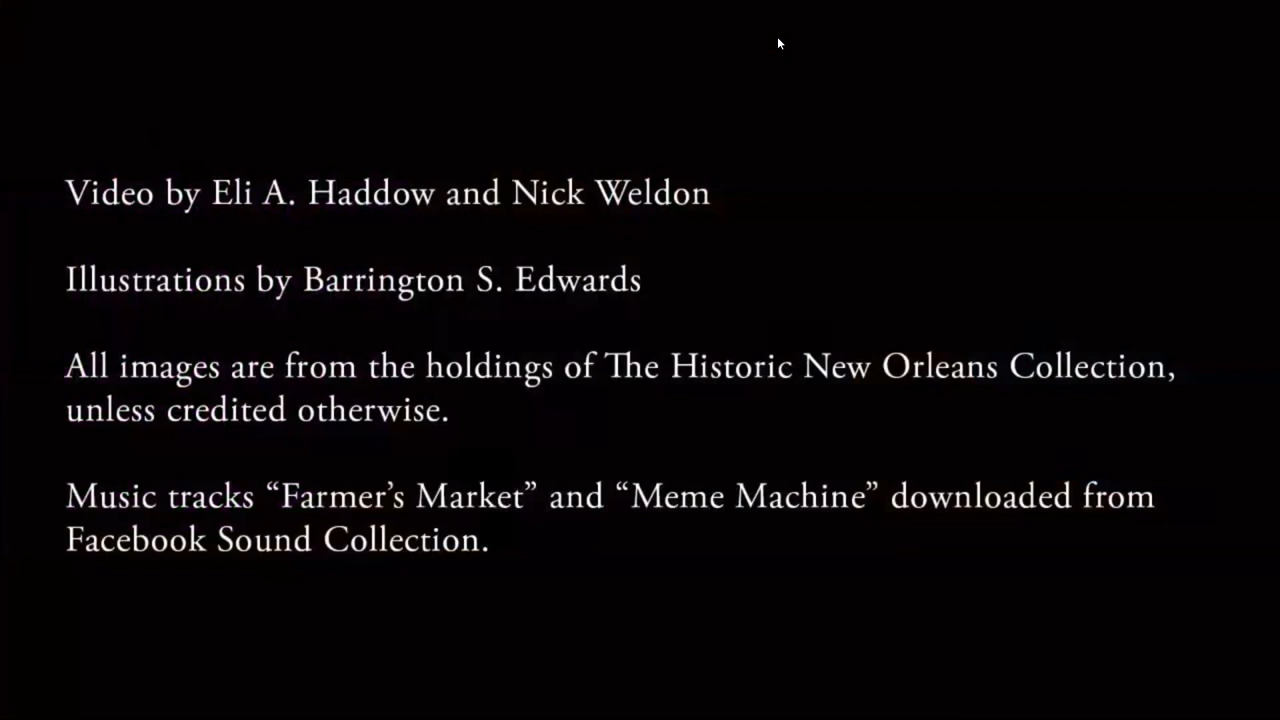 Video by Eli A. Haddow and Nick Weldon
Illustrations by Barrington S. Edwards
All images are from the holdings of The Historic New Orleans Collection,
unless credited otherwise.
Music tracks “Farmer’s Market” and “Meme Machine” downloaded from
Facebook Sound Collection.